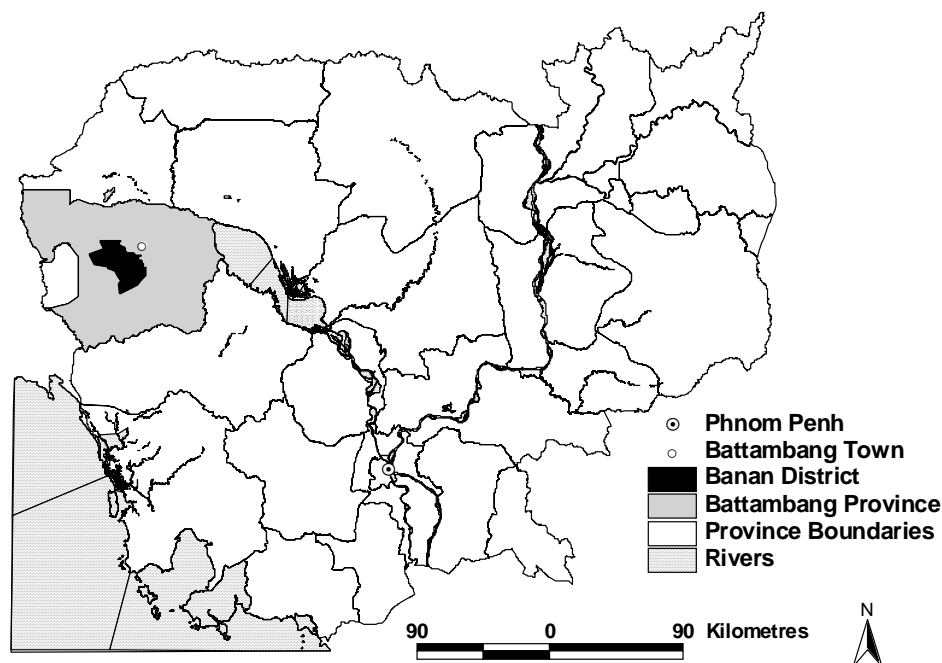 Phnom Penh
Battambang Town
Banan District
Battambang Province
Province Boundaries
Rivers
90 0 90 Kilometres
N